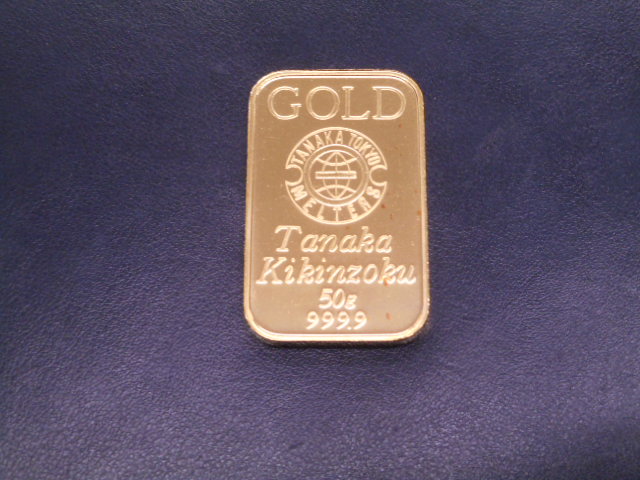 GOLD
TANAKA TOKYO
MELTERS
Tanaka
Kikinzoku
50g
999.9